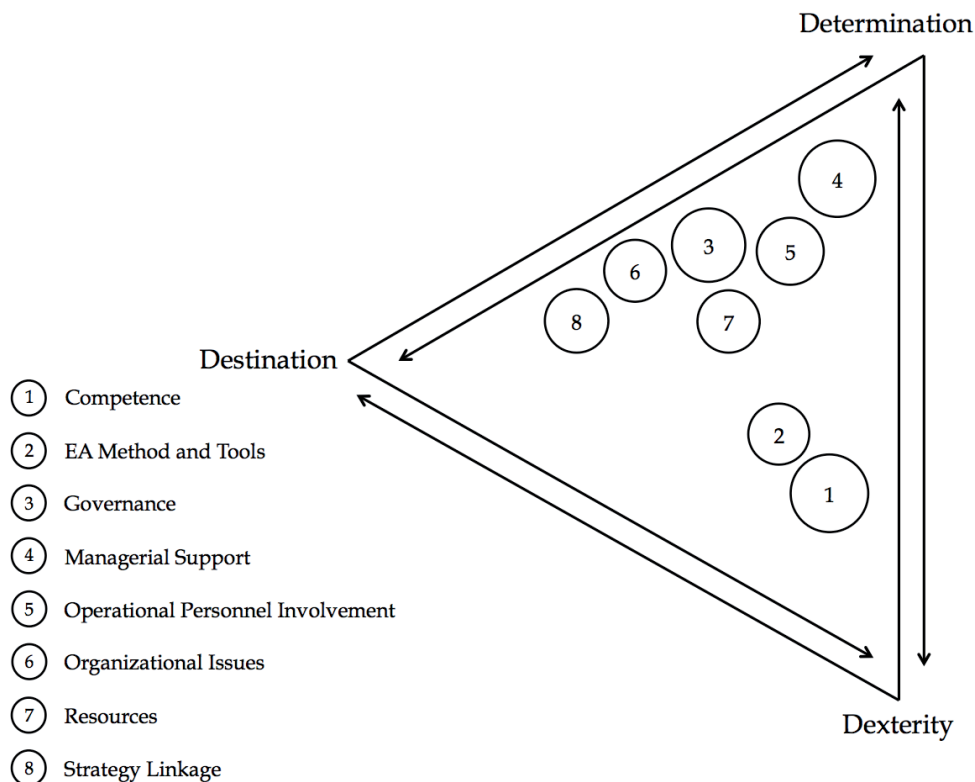 Determination
4
3
5
6
8
7
Destination
1 Competence
2 EA Method and Tools
2
3 Governance
1
4 Managerial Support
5 Operational Personnel Involvement
6 Organizational Issues
7 Resources
Dexterity
8 Strategy Linkage